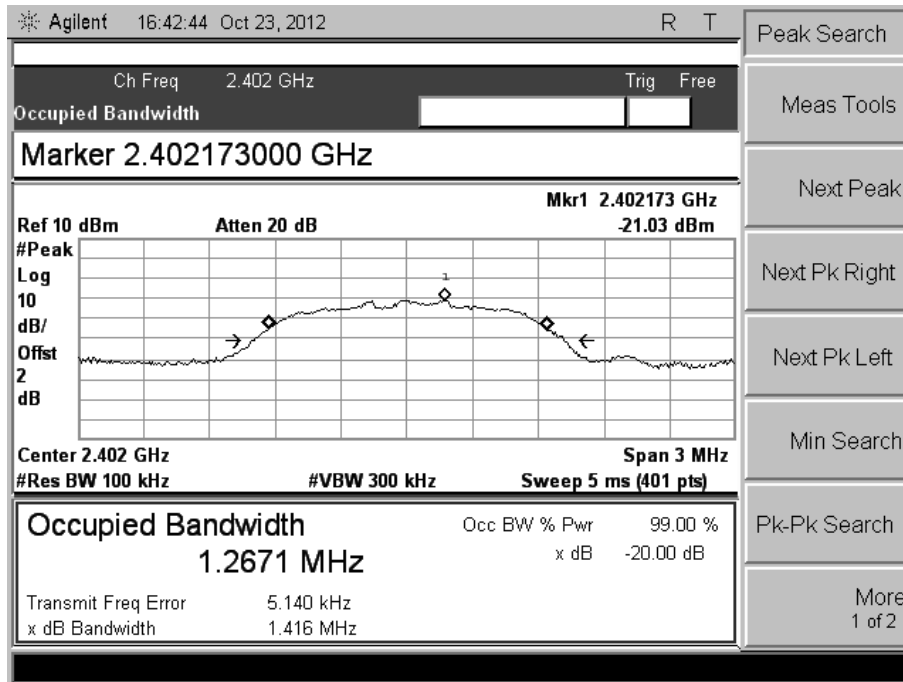 Agilent 16:42:44 Oct 23, 2012 R T
Ch Freq 2.402 GHz Trig Free
Occupied Bandwidth
Marker 2.402173000 GHz
Mkr1 2.402173 GHz
Ref 10 dBm Atten 20 dB -21.03 dBm
#Peak
Log
10
dB/
Offst
2
dB
1
Center 2.402 GHz Span 3 MHz
#Res BW 100 kHz #VBW 300 kHz Sweep 5 ms (401 pts)
Occupied Bandwidth
1.2671 MHz
Occ BW % Pwr 99.00 %
x dB -20.00 dB
Transmit Freq Error 5.140 kHz
x dB Bandwidth 1.416 MHz
Peak Search
Meas Tools
Next Peak
Next Pk Right
Next Pk Left
Min Search
Pk-Pk Search
More
1 of 2